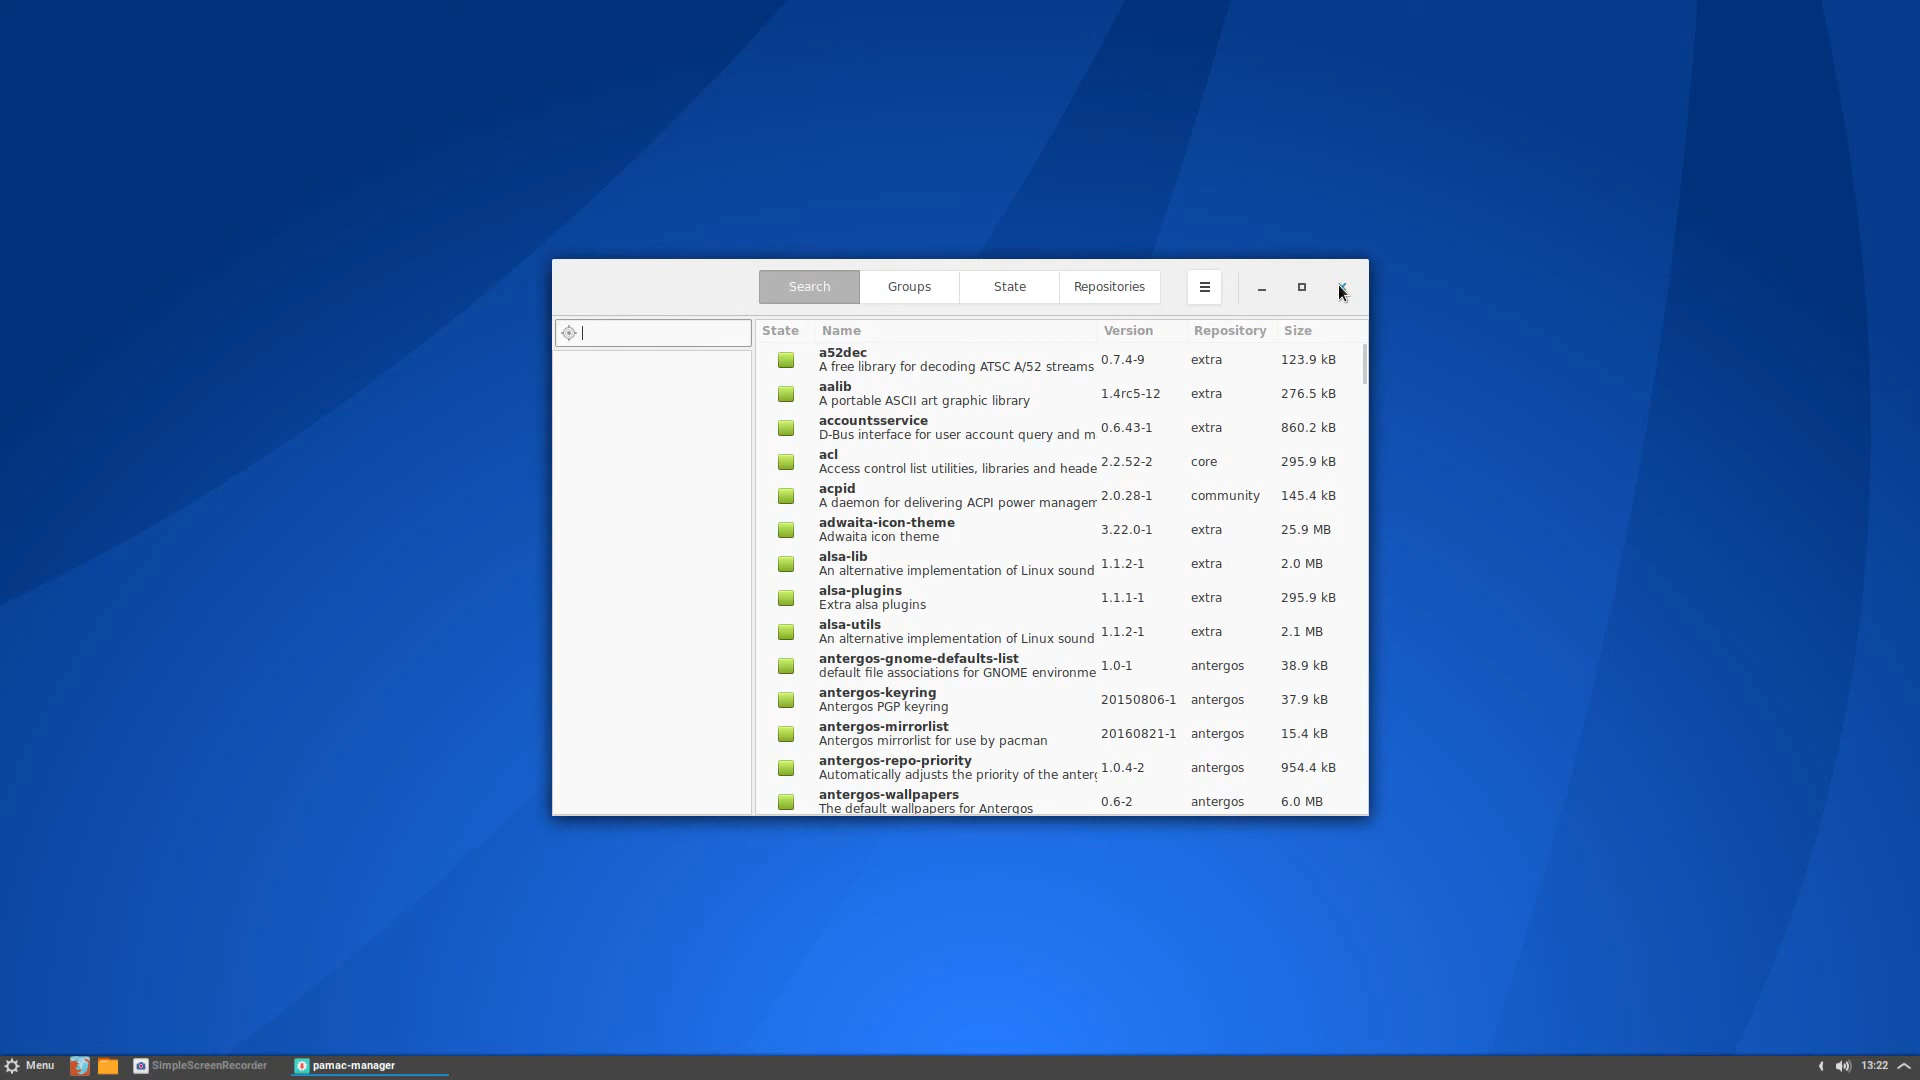 Search Groups State Repositories
State Name Version Repository Size
a52dec
A free library for decoding ATSC A/52 streams 0.7.4-9 extra 123.9 kB
aalib
A portable ASCII art graphic library 1.4rc5-12 extra 276.5 kB
accountsservice
D-Bus interface for user account query and m 0.6.43-1 extra 860.2 kB
acl
Access control list utilities, libraries and heade 2.2.52-2 core 295.9 kB
acpid
A daemon for delivering ACPI power managem 2.0.28-1 community 145.4 kB
adwaita-icon-theme
Adwaita icon theme 3.22.0-1 extra 25.9 MB
alsa-lib
An alternative implementation of Linux sound 1.1.2-1 extra 2.0 MB
alsa-plugins
Extra alsa plugins 1.1.1-1 extra 295.9 kB
alsa-utils
An alternative implementation of Linux sound 1.1.2-1 extra 2.1 MB
antergos-gnome-defaults-list
default file associations for GNOME environme 1.0-1 antergos 38.9 kB
antergos-keyring
Antergos PGP keyring 20150806-1 antergos 37.9 kB
antergos-mirrorlist
Antergos mirrorlist for use by pacman 20160821-1 antergos 15.4 kB
antergos-repo-priority
Automatically adjusts the priority of the anterg 1.0.4-2 antergos 954.4 kB
antergos-wallpapers
The default wallpapers for Antergos 0.6-2 antergos 6.0 MB
Menu SimpleScreenRecorder pamac-manager 13:22